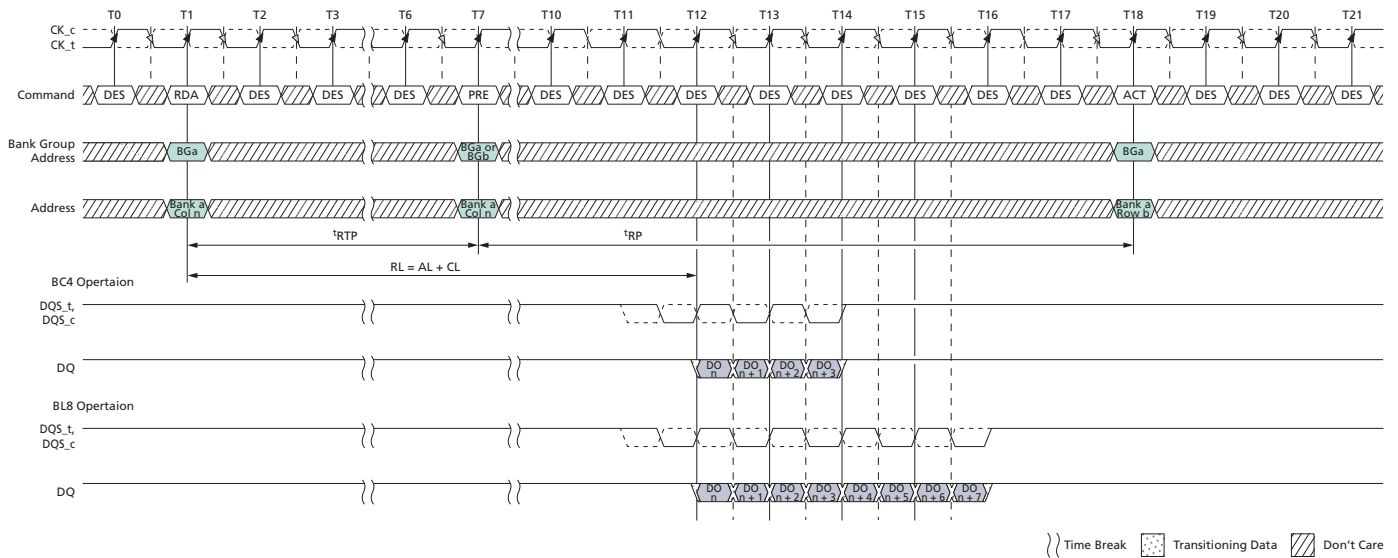 T0 T1 T2 T3 T6 T7 T10 T11 T12 T13 T14 T15 T16 T17 T18 T19 T20 T21
CK_c
CK_t
Command DES RDA DES DES DES PRE DES DES DES DES DES DES DES DES ACT DES DES DES
Bank Group
Address
BGa
BGa or
BGb
BGa
Address
Bank a
Col n
Bank a
Col n
Bank a
Row b
tRTP
tRP
RL = AL + CL
BC4 Opertaion
DQS_t,
DQS_c
DQ
DO
n
DO
n + 1
DO
n + 2
DO
n + 3
BL8 Opertaion
DQS_t,
DQS_c
DQ
DO
n
DO
n + 1
DO
n + 2
DO
n + 3
DO
n + 4
DO
n + 5
DO
n + 6
DO
n + 7
Time Break Transitioning Data Don't Care